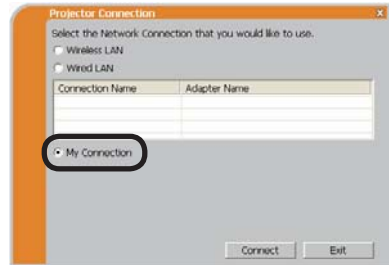 Projector Connection
Select the Network Connection that you would like to use.
Wireless LAN
Wired LAN
Connection Name Adapter Name
My Connection
Connect Exit